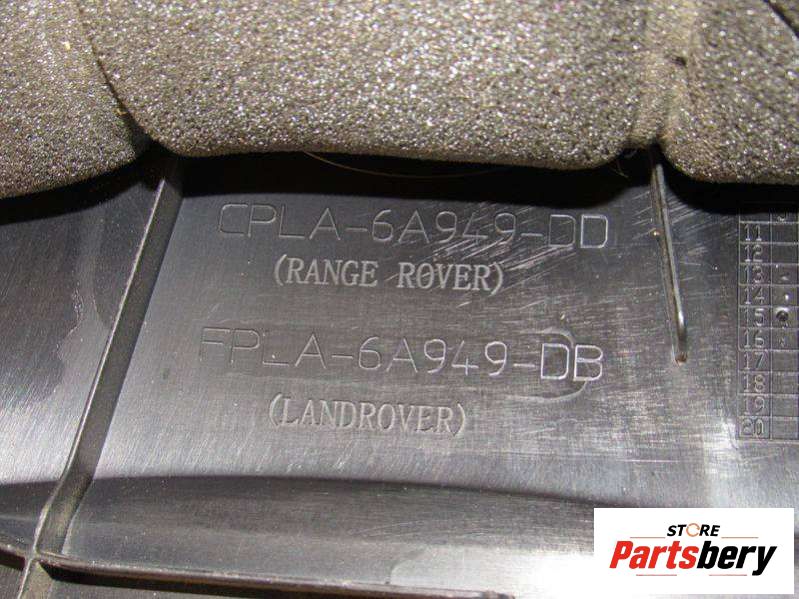 CPLA-6A949-DD
(RANGE ROVER)
FPLA-6A949-DB
(LANDROVER)
11
12
13
14
15
16
17
18
19
20
STORE
Partsbery